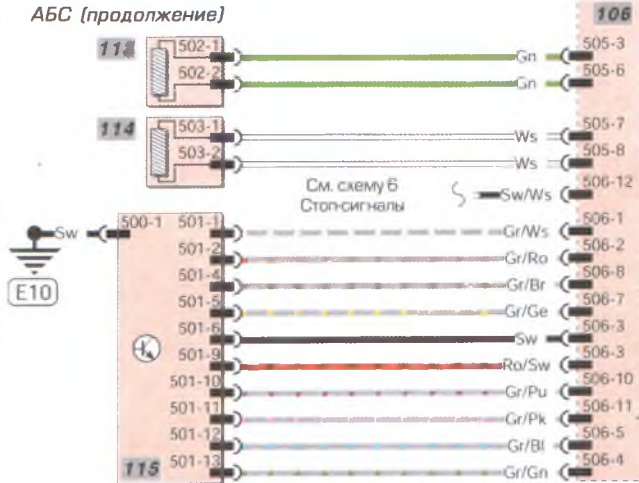 АБС (продолжение)
106
113 502-1 Gn 505-3
502-2 Gn 505-6
114 503-1 Ws 505-7
503-2 Ws 505-8
См. схему 6
Стоп-сигналы
Sw/Ws 506-12
Sw 500-1 501-1 Gr/Ws 506-1
E10
501-2 Gr/Ro 506-2
501-4 Gr/Br 506-8
501-5 Gr/Ge 506-7
501-6 Sw 506-3
501-9 Ro/Sw 506-3
501-10 Gr/Pu 506-10
501-11 Gr/Pk 506-11
501-12 Gr/Bl 506-5
115 501-13 Gr/Gn 506-4